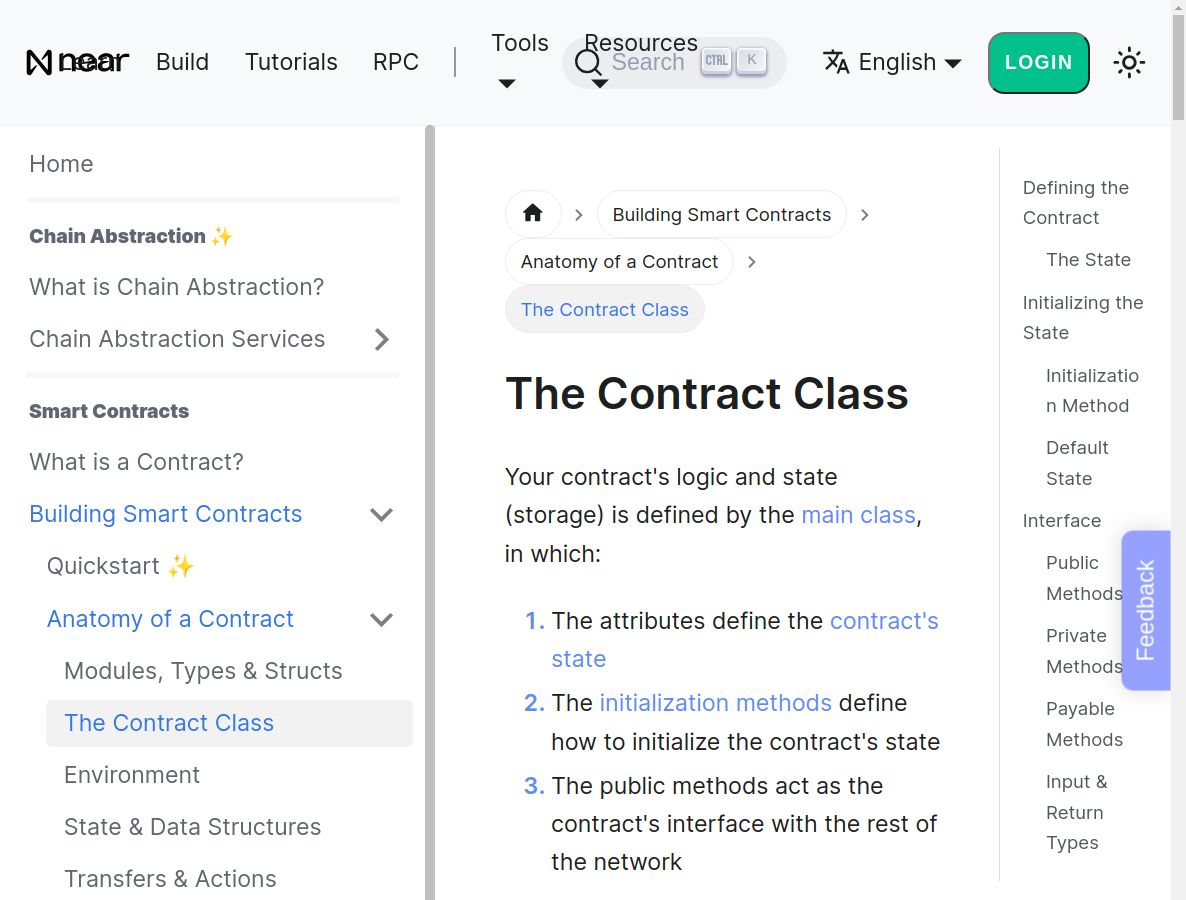 near
Learn
Build
Tutorials
RPC
Tools
Resources
Search
CTRL
K
English
LOGIN
Home
Chain Abstraction ✨
What is Chain Abstraction?
Chain Abstraction Services
Smart Contracts
What is a Contract?
Building Smart Contracts
Quickstart ✨
Anatomy of a Contract
Modules, Types & Structs
The Contract Class
Environment
State & Data Structures
Transfers & Actions
Building Smart Contracts
Anatomy of a Contract
The Contract Class
The Contract Class
Your contract's logic and state
(storage) is defined by the main class,
in which:
1. The attributes define the contract's
state
2. The initialization methods define
how to initialize the contract's state
3. The public methods act as the
contract's interface with the rest of
the network
Defining the
Contract
The State
Initializing the
State
Initializatio
n Method
Default
State
Interface
Public
Methods
Private
Methods
Payable
Methods
Input &
Return
Types
Feedback